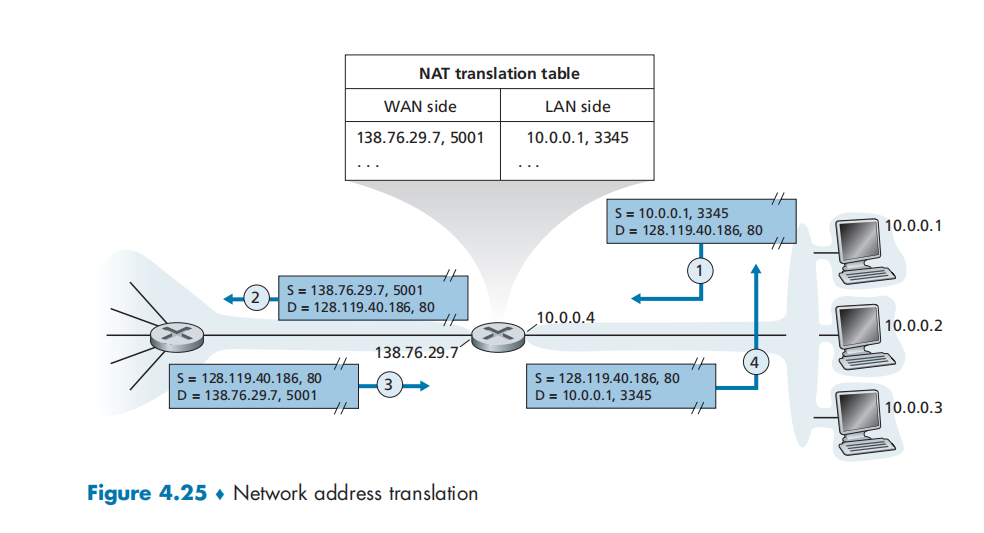 NAT translation table
WAN side
LAN side
138.76.29.7, 5001
10.0.0.1, 3345
. . .
. . .
S = 10.0.0.1, 3345
D = 128.119.40.186, 80
1
10.0.0.1
2
S = 138.76.29.7, 5001
D = 128.119.40.186, 80
10.0.0.4
10.0.0.2
138.76.29.7
4
S = 128.119.40.186, 80
D = 138.76.29.7, 5001
3
S = 128.119.40.186, 80
D = 10.0.0.1, 3345
10.0.0.3
Figure 4.25 ♦ Network address translation